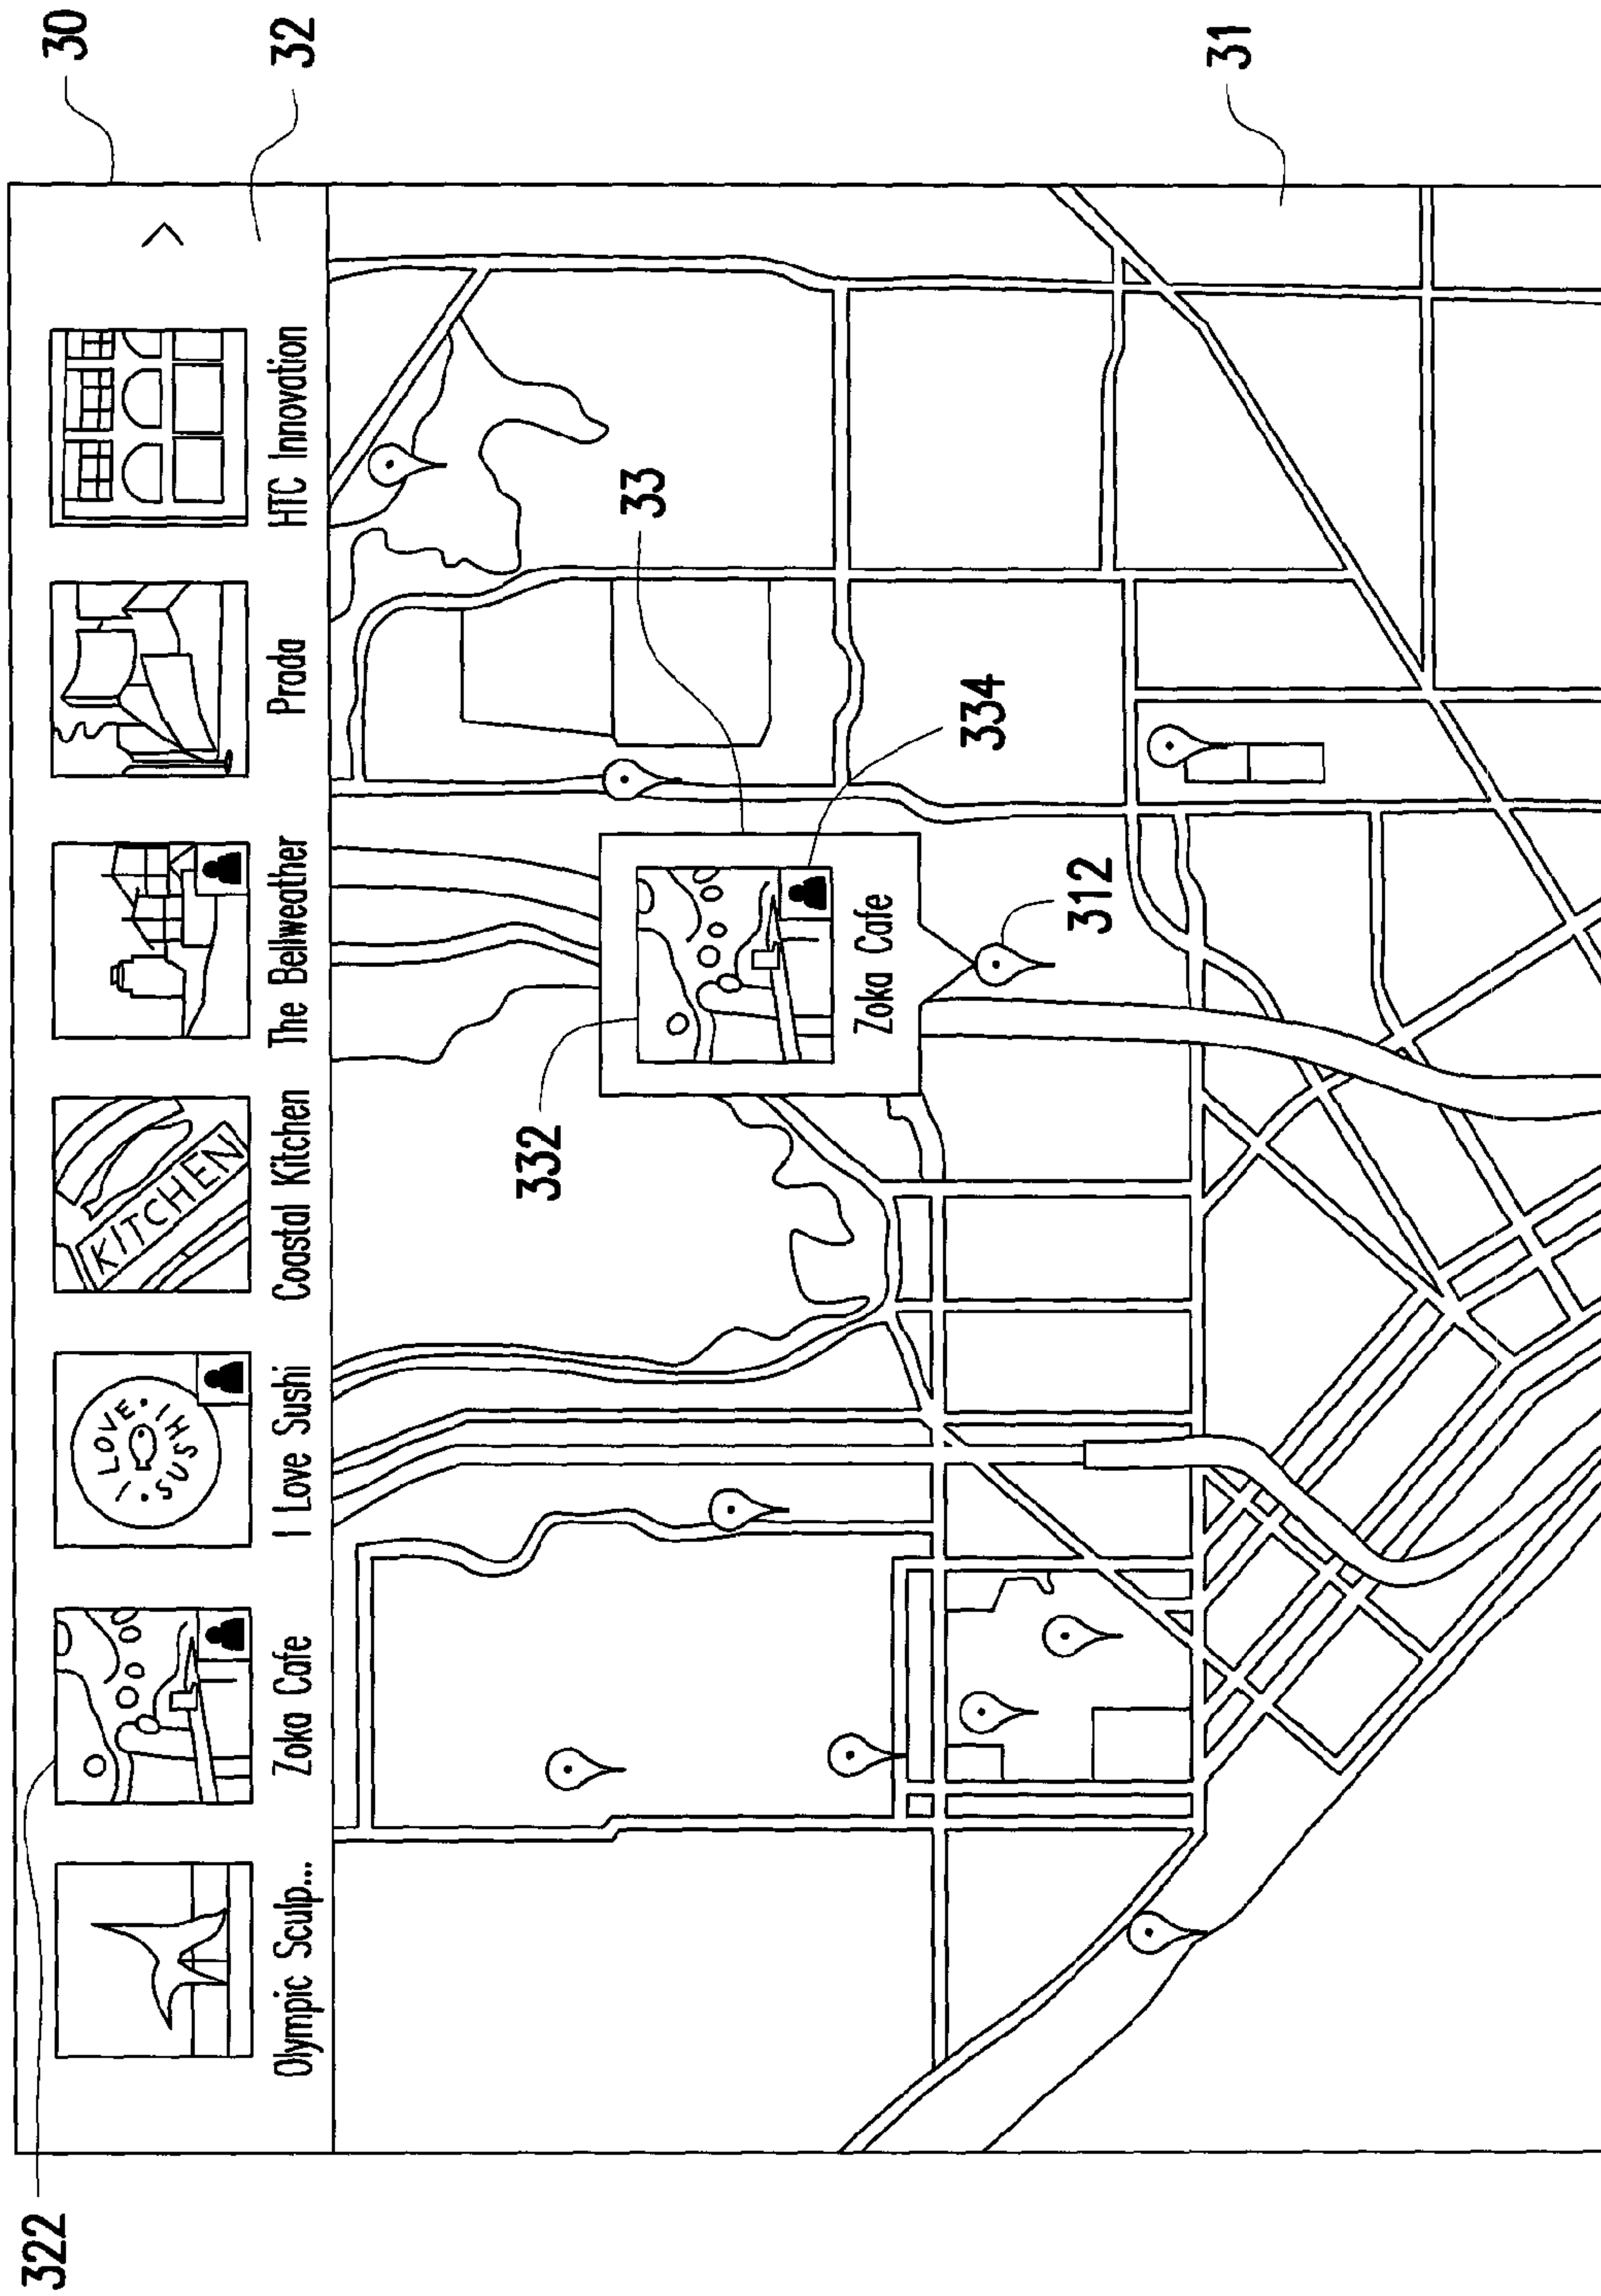 30
32
322
Olympic Sculp...
Zoka Cafe
I LOVE
SUSHI
I Love Sushi
KITCHEN
Coastal Kitchen
The Bellweather
Prada
HTC Innovation
332
33
334
Zoka Cafe
312
31